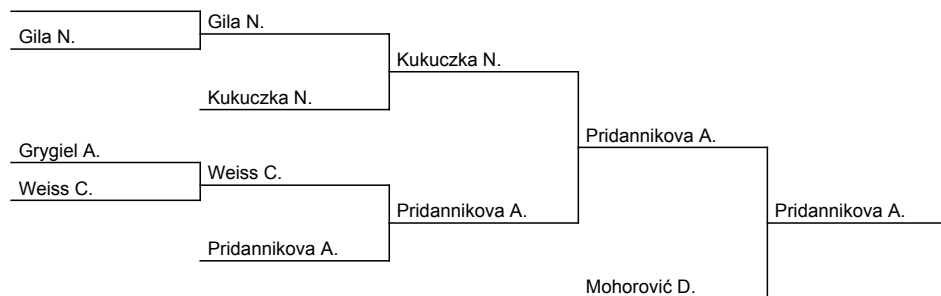 Gila N.
Gila N.
Kukuczka N.
Kukuczka N.
Pridannikova A.
Grygiel A.
Weiss C.
Weiss C.
Pridannikova A.
Pridannikova A.
Pridannikova A.
Mohorović D.